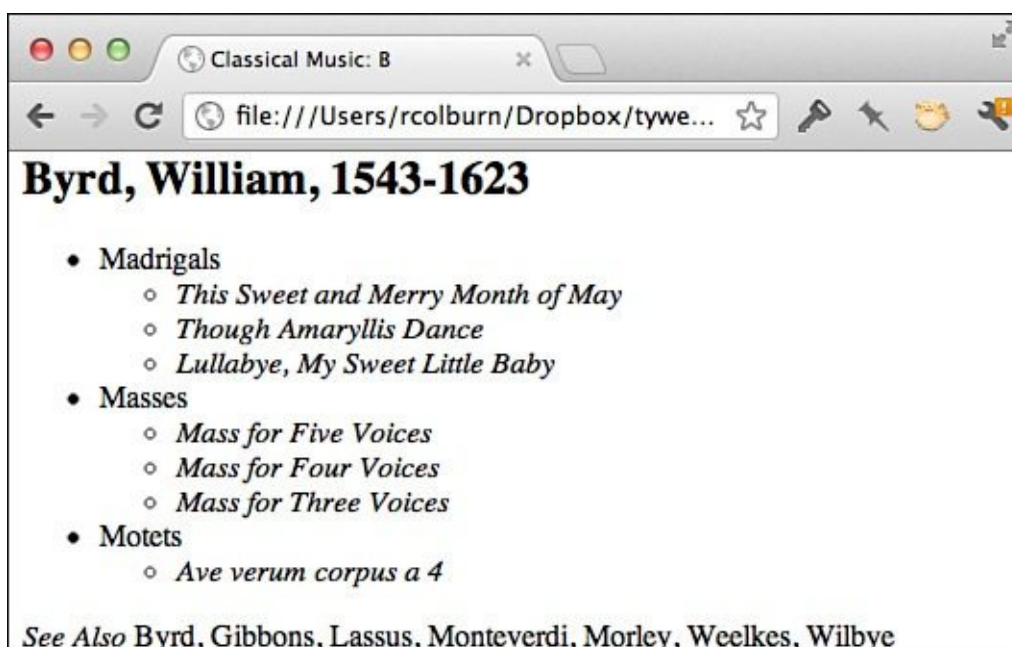 Classical Music: B
file:///Users/rcolburn/Dropbox/tywe...
Byrd, William, 1543-1623
Madrigals
This Sweet and Merry Month of May
Though Amaryllis Dance
Lullabye, My Sweet Little Baby
Masses
Mass for Five Voices
Mass for Four Voices
Mass for Three Voices
Motets
Ave verum corpus a 4
See Also Byrd, Gibbons, Lassus, Monteverdi, Morley, Weelkes, Wilbye